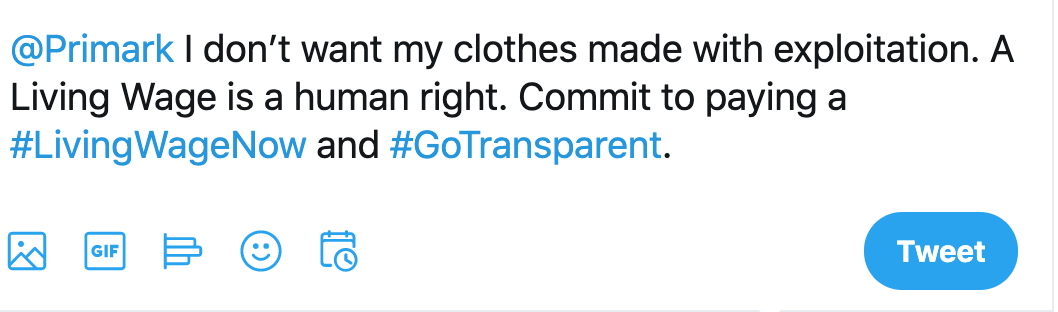 @Primark I don’t want my clothes made with exploitation. A
Living Wage is a human right. Commit to paying a
#LivingWageNow and #GoTransparent.
GIF
Tweet